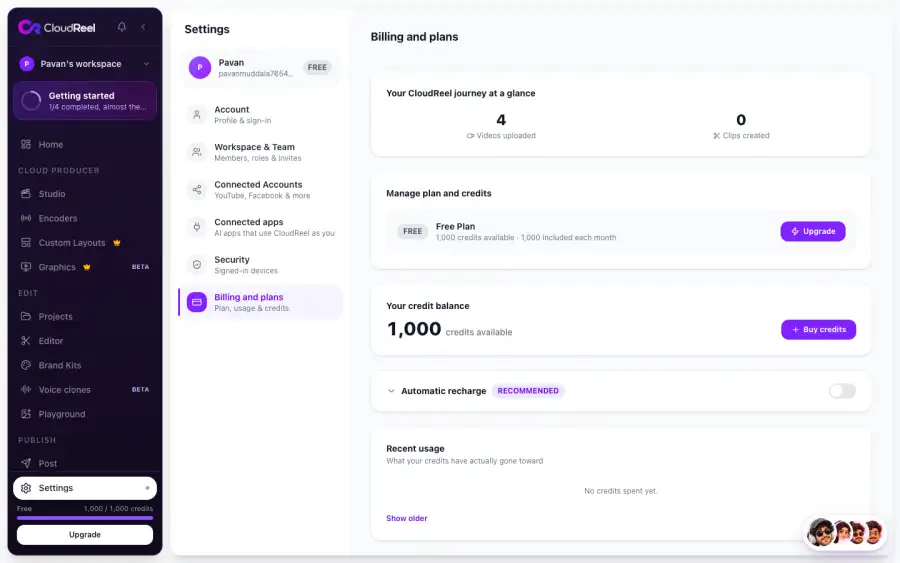 CloudReel
P
Pavan's workspace
Getting started
1/4 completed, almost the...
Home
CLOUD PRODUCER
Studio
Encoders
Custom Layouts
Graphics
BETA
EDIT
Projects
Editor
Brand Kits
Voice clones
BETA
Playground
PUBLISH
Post
Settings
Free
1,000 / 1,000 credits
Upgrade
Settings
P
Pavan
pavanmuddala7654...
FREE
Account
Profile & sign-in
Workspace & Team
Members, roles & invites
Connected Accounts
YouTube, Facebook & more
Connected apps
AI apps that use CloudReel as you
Security
Signed-in devices
Billing and plans
Plan, usage & credits
Billing and plans
Your CloudReel journey at a glance
4
Videos uploaded
0
Clips created
Manage plan and credits
FREE
Free Plan
1,000 credits available · 1,000 included each month
Upgrade
Your credit balance
1,000 credits available
+ Buy credits
Automatic recharge
RECOMMENDED
Recent usage
What your credits have actually gone toward
No credits spent yet.
Show older